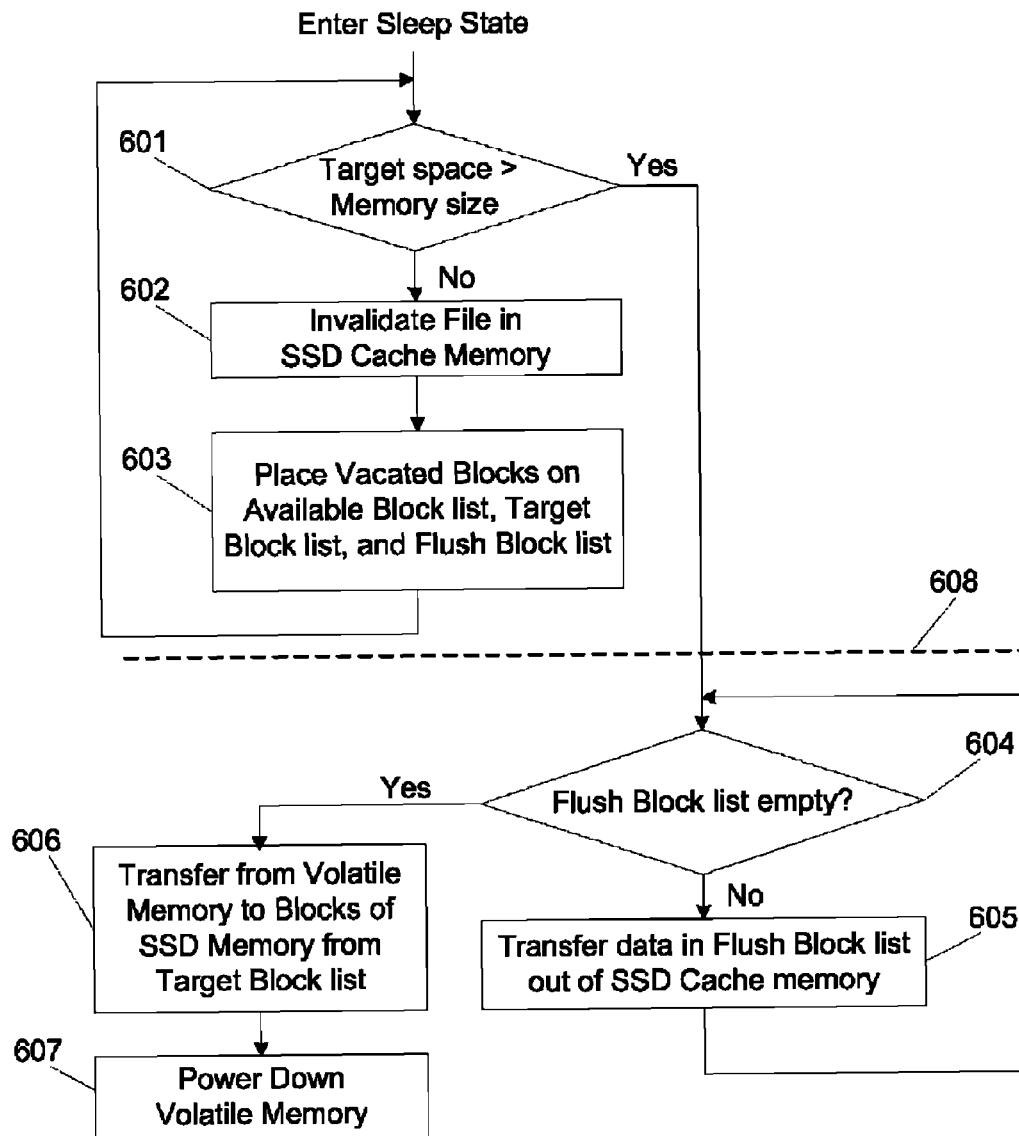 Enter Sleep State
601
Target space >
Memory size
Yes
No
602
Invalidate File in
SSD Cache Memory
603
Place Vacated Blocks on
Available Block list, Target
Block list, and Flush Block list
608
604
Flush Block list empty?
Yes
No
606
Transfer from Volatile
Memory to Blocks of
SSD Memory from
Target Block list
605
Transfer data in Flush Block list
out of SSD Cache memory
607
Power Down
Volatile Memory